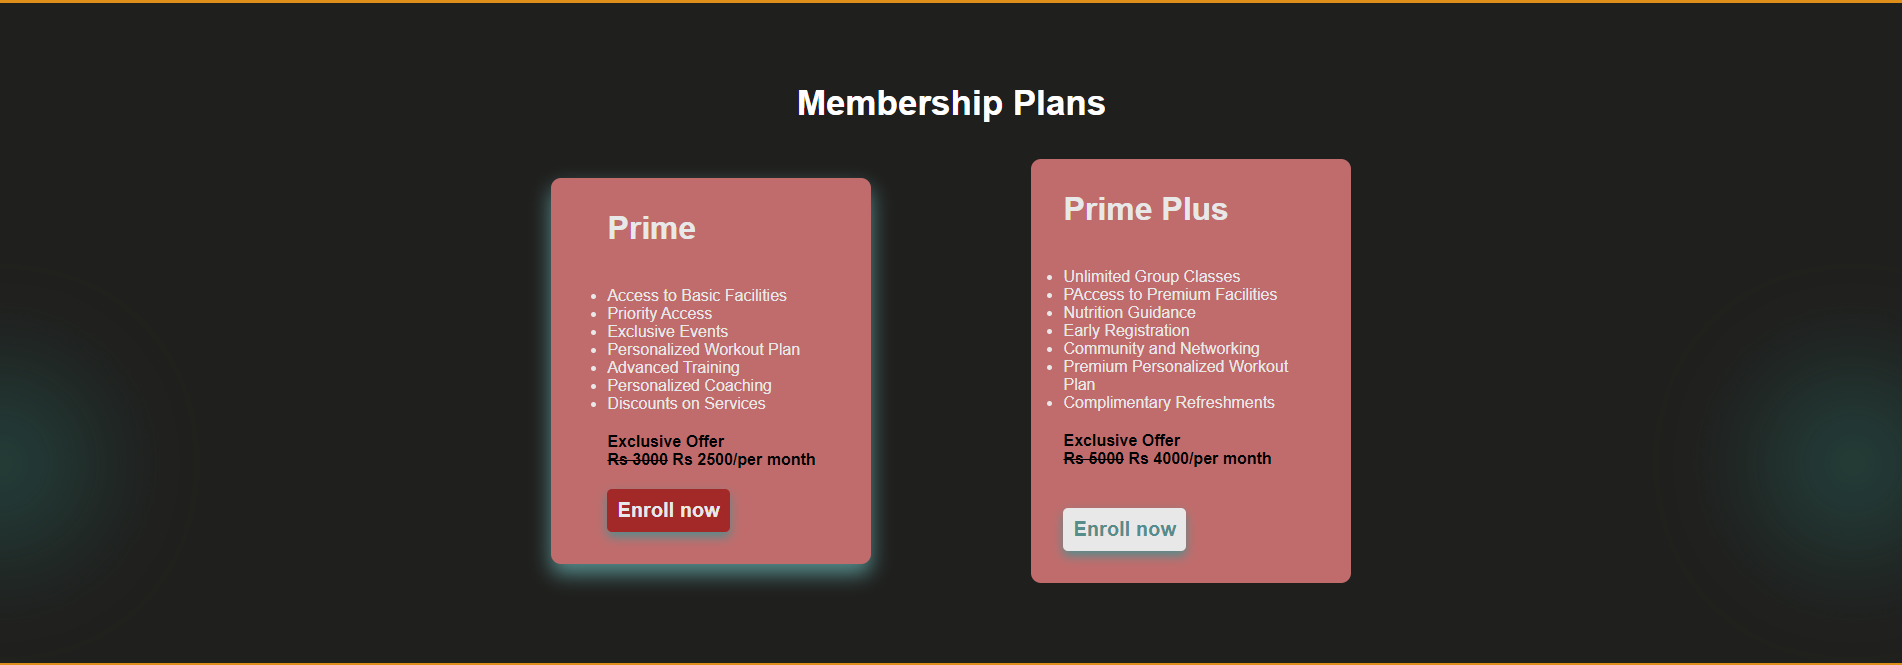 Membership Plans
Prime
Access to Basic Facilities
Priority Access
Exclusive Events
Personalized Workout Plan
Advanced Training
Personalized Coaching
Discounts on Services
Exclusive Offer
Rs 3000 Rs 2500/per month
Enroll now
Prime Plus
Unlimited Group Classes
PAccess to Premium Facilities
Nutrition Guidance
Early Registration
Community and Networking
Premium Personalized Workout
Plan
Complimentary Refreshments
Exclusive Offer
Rs 5000 Rs 4000/per month
Enroll now